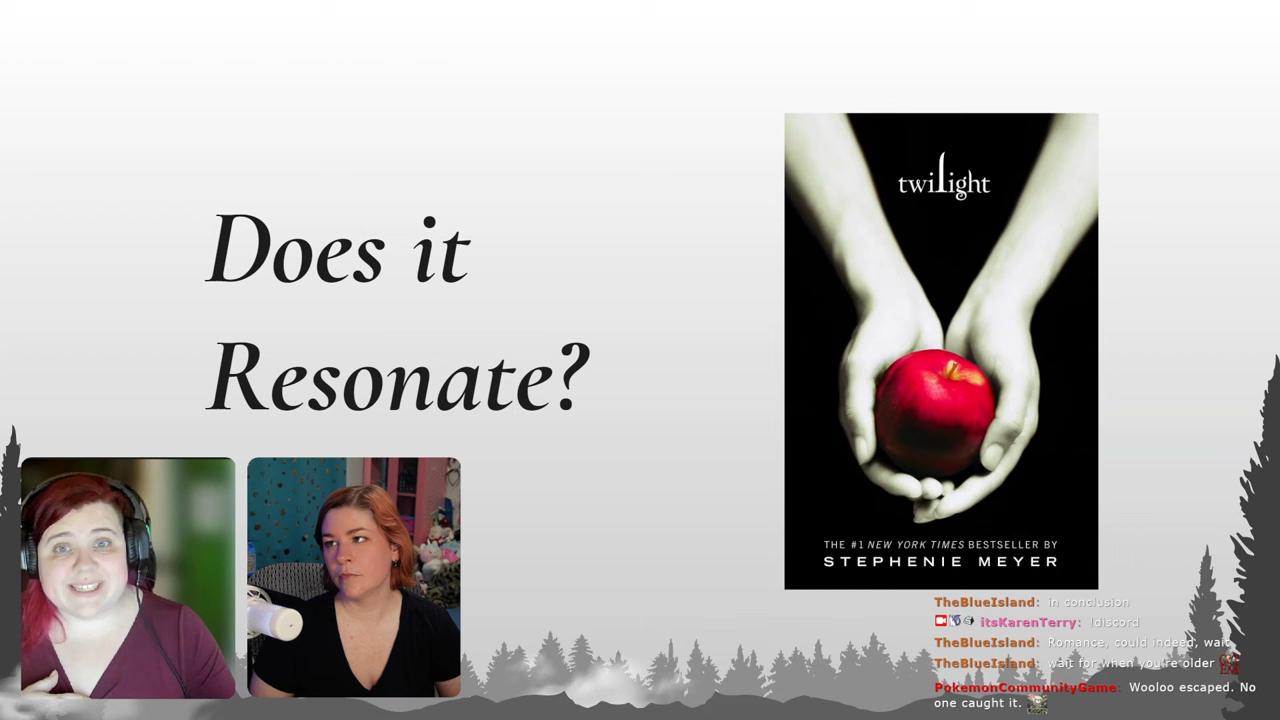 Does it
Resonate?
twilight
THE #1 NEW YORK TIMES BESTSELLER BY
STEPHENIE MEYER
TheBlueIsland: in conclusion
itsKarenTerry: !discord
TheBlueIsland: Romance, could indeed, wait
TheBlueIsland: wait for when you're older
PokemonCommunityGame: Wooloo escaped. No
one caught it.